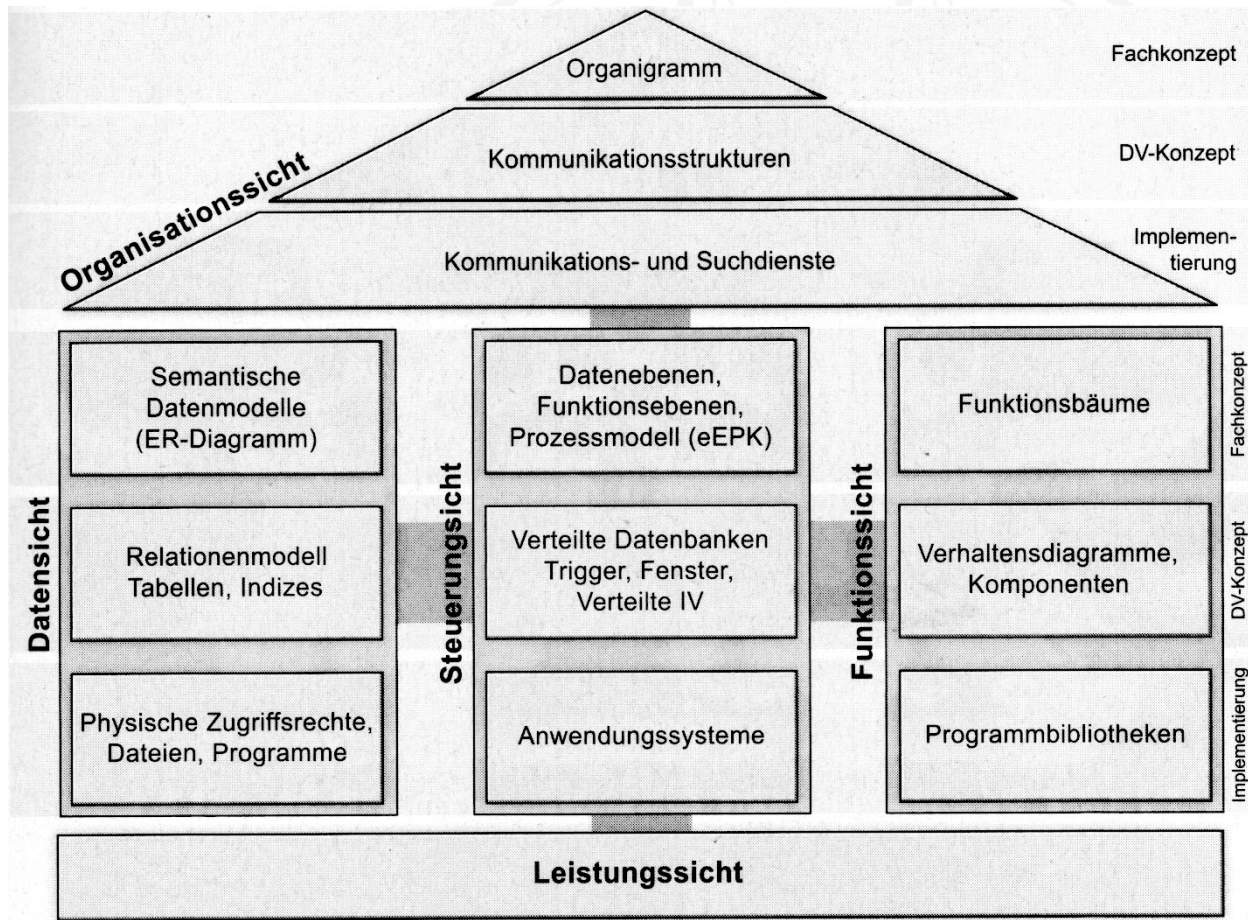 Organigramm
Fachkonzept
Kommunikationsstrukturen
DV-Konzept
Organisationssicht
Kommunikations- und Suchdienste
Implemen-
tierung
Datensicht
Semantische
Datenmodelle
(ER-Diagramm)
Relationenmodell
Tabellen, Indizes
Physische Zugriffsrechte,
Dateien, Programme
Steuerungsicht
Datenebenen,
Funktionsebenen,
Prozessmodell (eEPK)
Verteilte Datenbanken
Trigger, Fenster,
Verteilte IV
Anwendungssysteme
Funktionssicht
Funktionsbäume
Verhaltensdiagramme,
Komponenten
Programmbibliotheken
Fachkonzept
DV-Konzept
Implementierung
Leistungssicht